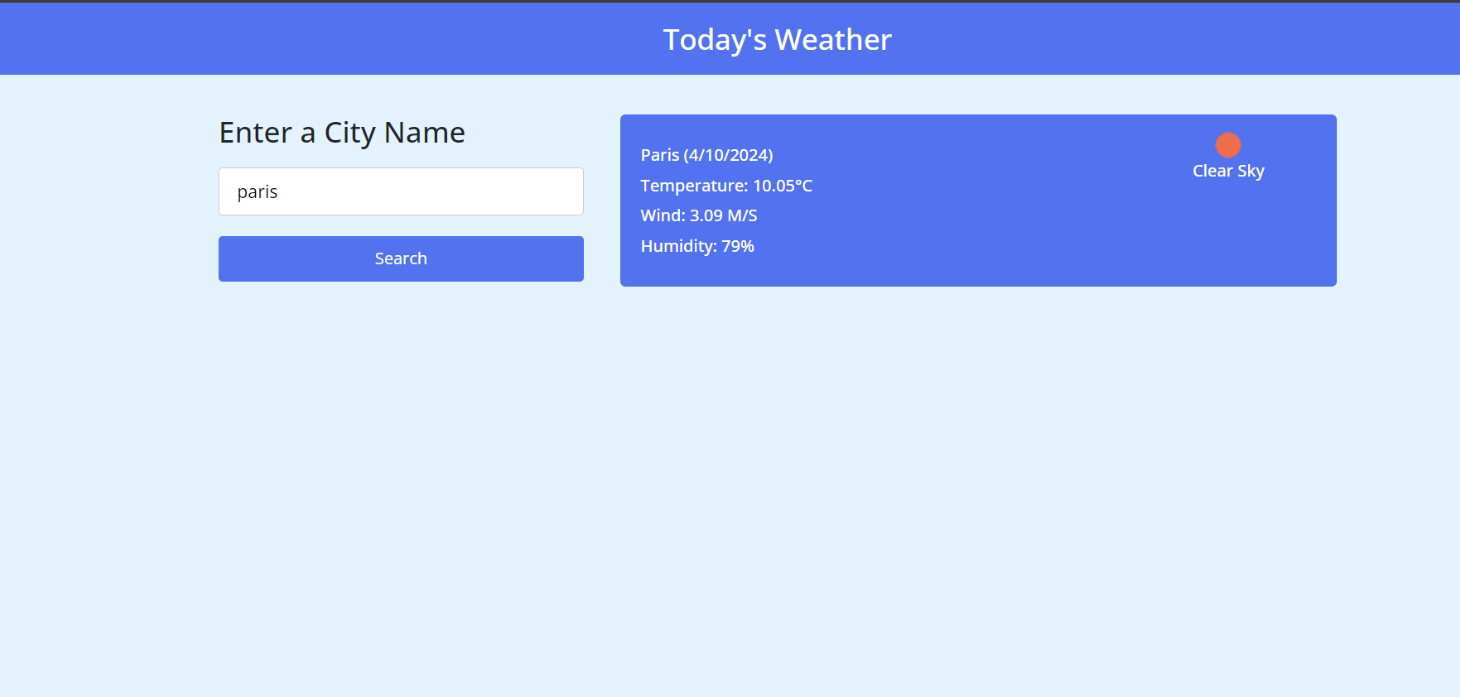 Today's Weather
Enter a City Name
paris
Search
Paris (4/10/2024)
Temperature: 10.05°C
Wind: 3.09 M/S
Humidity: 79%
Clear Sky